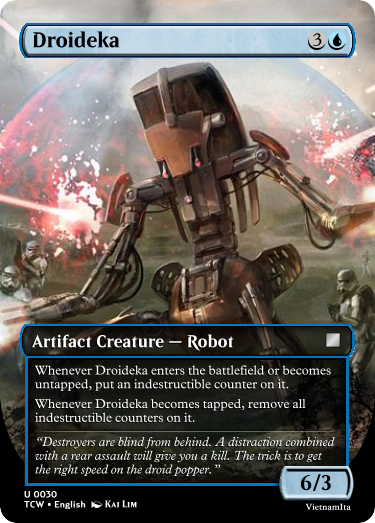 Droideka 3
Artifact Creature — Robot
Whenever Droideka enters the battlefield or becomes
untapped, put an indestructible counter on it.
Whenever Droideka becomes tapped, remove all
indestructible counters on it.
“Destroyers are blind from behind. A distraction combined
with a rear assault will give you a kill. The trick is to get
the right speed on the droid popper.”
6/3
U 0030
TCW • English Kai Lim
VietnamIta